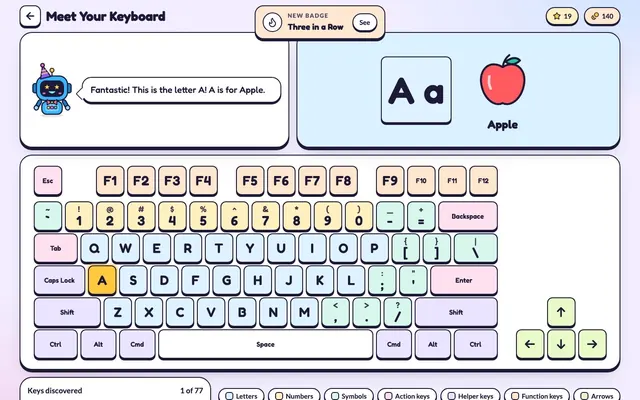 Meet Your Keyboard
NEW BADGE
Three in a Row
See
19
140
Fantastic! This is the letter A! A is for Apple.
A a
Apple
Esc F1 F2 F3 F4 F5 F6 F7 F8 F9 F10 F11 F12
~ ! @ # $ % ^ & * ( ) _ +
` 1 2 3 4 5 6 7 8 9 0 - = Backspace
Tab Q W E R T Y U I O P { [ } ] | \
Caps Lock A S D F G H J K L : ; " ' Enter
Shift Z X C V B N M < , > . ? / Shift ↑
Ctrl Alt Cmd Space Cmd Alt Ctrl ← ↓ →
Keys discovered 1 of 77
Letters Numbers Symbols Action keys Helper keys Function keys Arrows